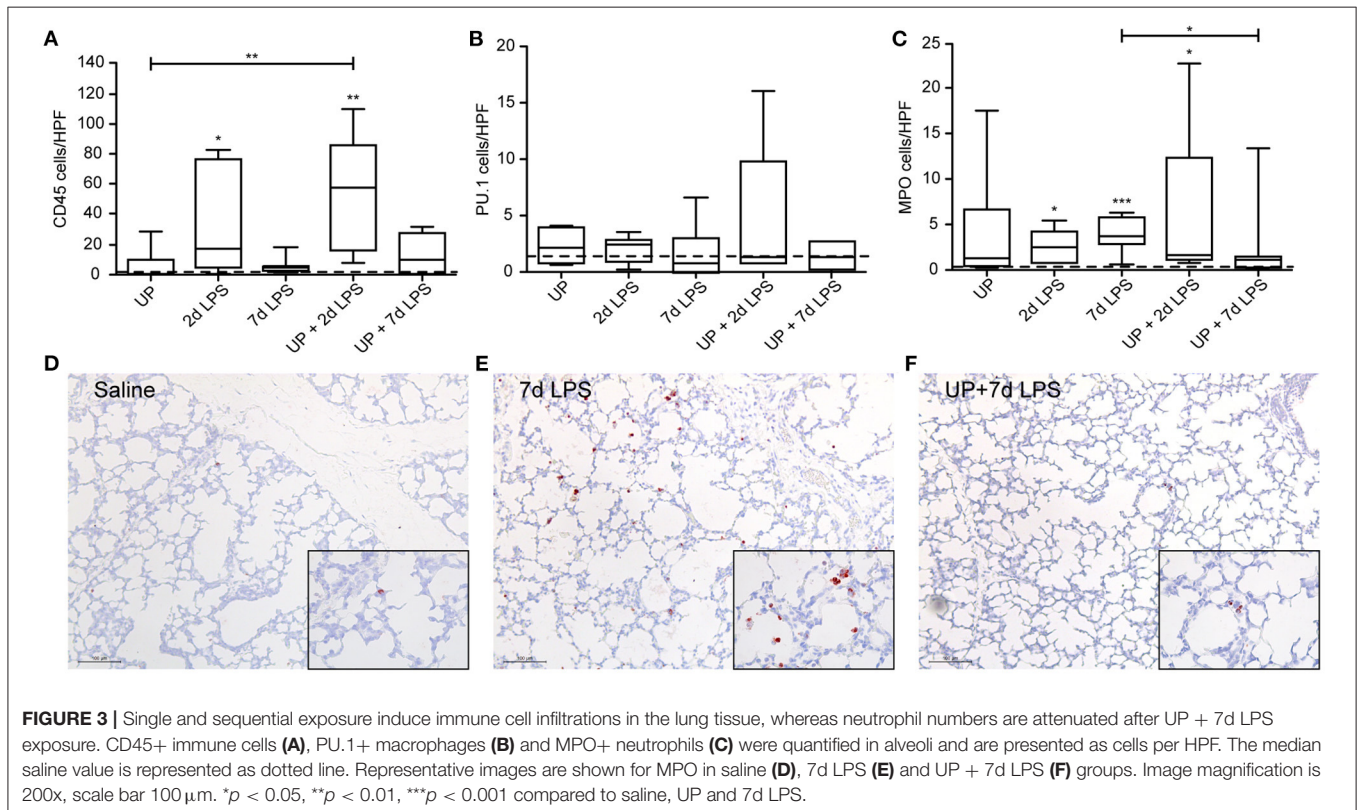 A
**
140
120
100
80
60
40
20
0
CD45 cells/HPF
*
**
UP
2d LPS
7d LPS
UP + 2d LPS
UP + 7d LPS
B
20
15
10
5
0
PU.1 cells/HPF
UP
2d LPS
7d LPS
UP + 2d LPS
UP + 7d LPS
C
*
25
20
15
10
5
0
MPO cells/HPF
*
***
*
UP
2d LPS
7d LPS
UP + 2d LPS
UP + 7d LPS
D
Saline
100 µm
E
7d LPS
100 µm
F
UP+7d LPS
100 µm
FIGURE 3 | Single and sequential exposure induce immune cell infiltrations in the lung tissue, whereas neutrophil numbers are attenuated after UP + 7d LPS
exposure. CD45+ immune cells (A), PU.1+ macrophages (B) and MPO+ neutrophils (C) were quantified in alveoli and are presented as cells per HPF. The median
saline value is represented as dotted line. Representative images are shown for MPO in saline (D), 7d LPS (E) and UP + 7d LPS (F) groups. Image magnification is
200x, scale bar 100 µm. *p < 0.05, **p < 0.01, ***p < 0.001 compared to saline, UP and 7d LPS.